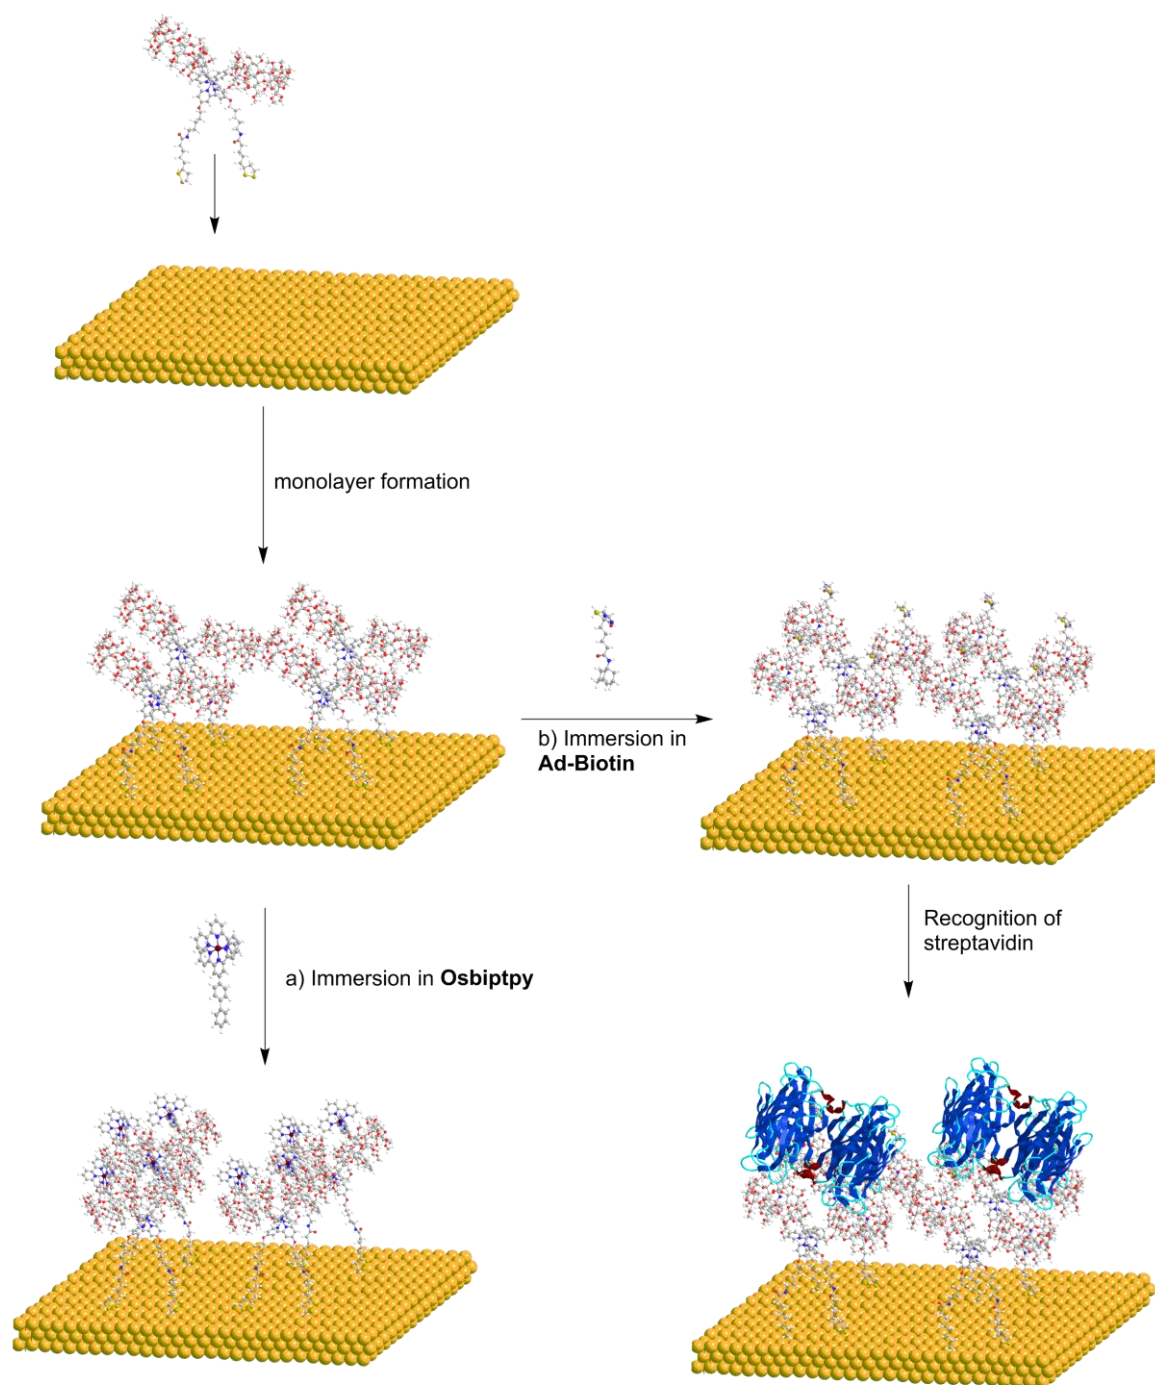 monolayer formation
b) Immersion in
Ad-Biotin
Recognition of
streptavidin
a) Immersion in Osbiptpy